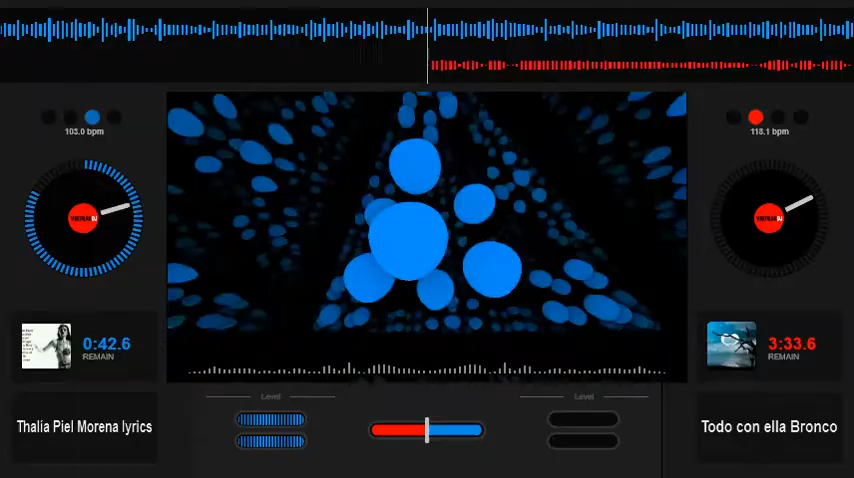 103.0 bpm
118.1 bpm
0:42.6
REMAIN
3:33.6
REMAIN
Level
Level
Thalía Piel Morena lyrics
Todo con ella Bronco